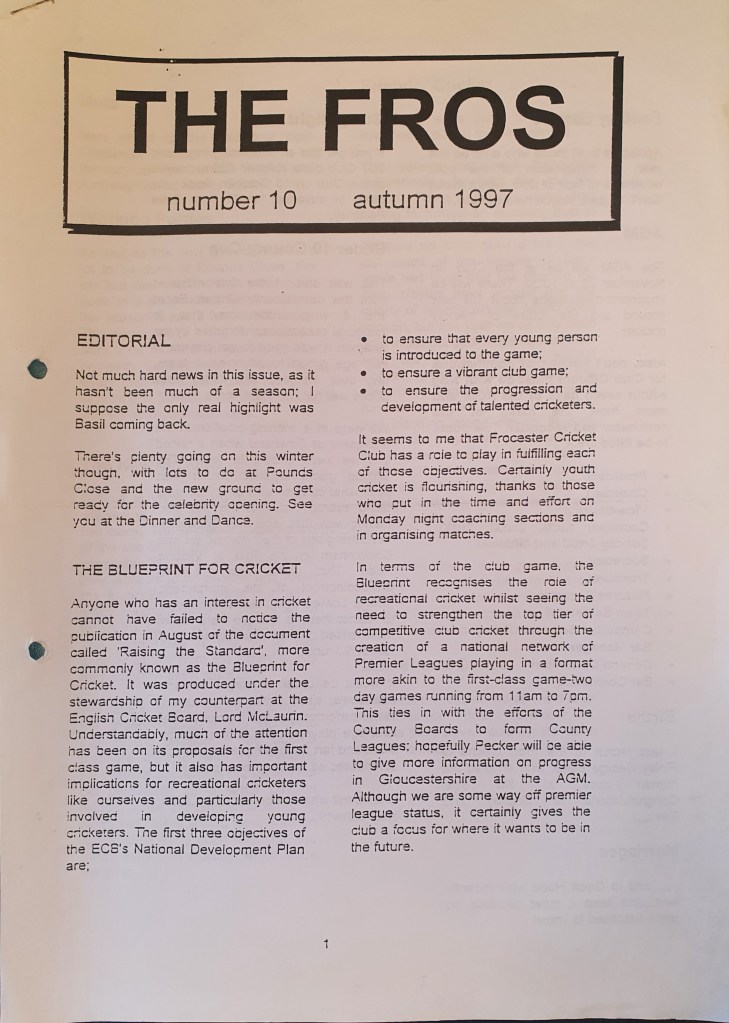 THE FROS
number 10 autumn 1997
EDITORIAL
Not much hard news in this issue, as it
hasn't been much of a season; I
suppose the only real highlight was
Basil coming back.
There's plenty going on this winter
though, with lots to do at Pounds
Close and the new ground to get
ready for the celebrity opening. See
you at the Dinner and Dance.
THE BLUEPRINT FOR CRICKET
Anyone who has an interest in cricket
cannot have failed to notice the
publication in August of the document
called 'Raising the Standard', more
commonly known as the Blueprint for
Cricket. It was produced under the
stewardship of my counterpart at the
English Cricket Board, Lord McLaurin.
Understandably, much of the attention
has been on its proposals for the first
class game, but it also has important
implications for recreational cricketers
like ourselves and particularly those
involved in developing young
cricketers. The first three objectives of
the ECB's National Development Plan
are;
• to ensure that every young person
is introduced to the game;
• to ensure a vibrant club game;
• to ensure the progression and
development of talented cricketers.
It seems to me that Frocester Cricket
Club has a role to play in fulfilling each
of those objectives. Certainly youth
cricket is flourishing, thanks to those
who put in the time and effort on
Monday night coaching sections and
in organising matches.
In terms of the club game, the
Blueprint recognises the role of
recreational cricket whilst seeing the
need to strengthen the top tier of
competitive club cricket through the
creation of a national network of
Premier Leagues playing in a format
more akin to the first-class game-two
day games running from 11am to 7pm.
This ties in with the efforts of the
County Boards to form County
Leagues; hopefully Pecker will be able
to give more information on progress
in Gloucestershire at the AGM.
Although we are some way off premier
league status, it certainly gives the
club a focus for where it wants to be in
the future.
1